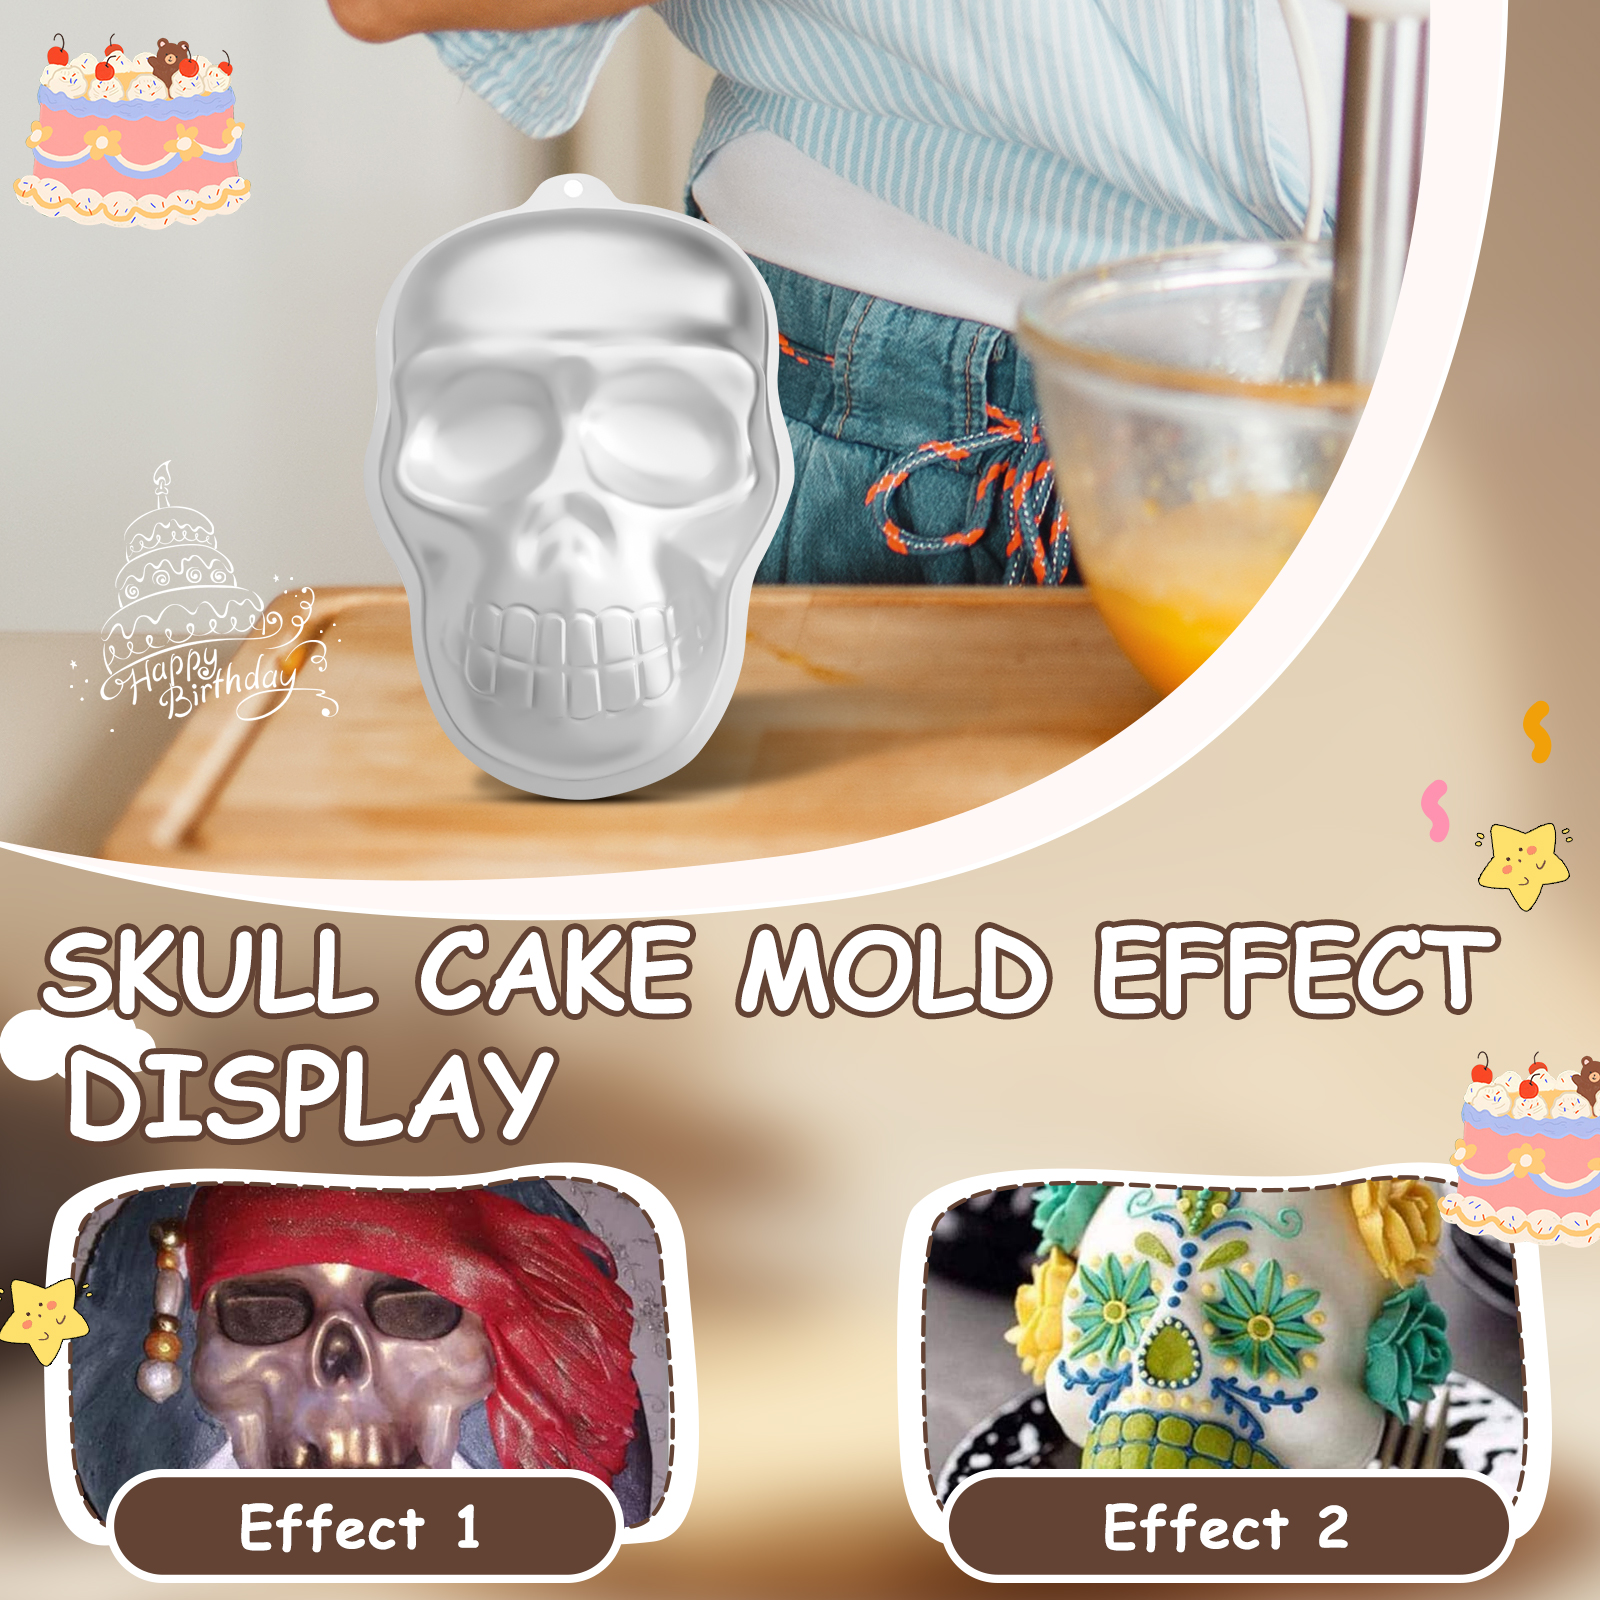 Happy
Birthday
SKULL CAKE MOLD EFFECT
DISPLAY
Effect 1
Effect 2